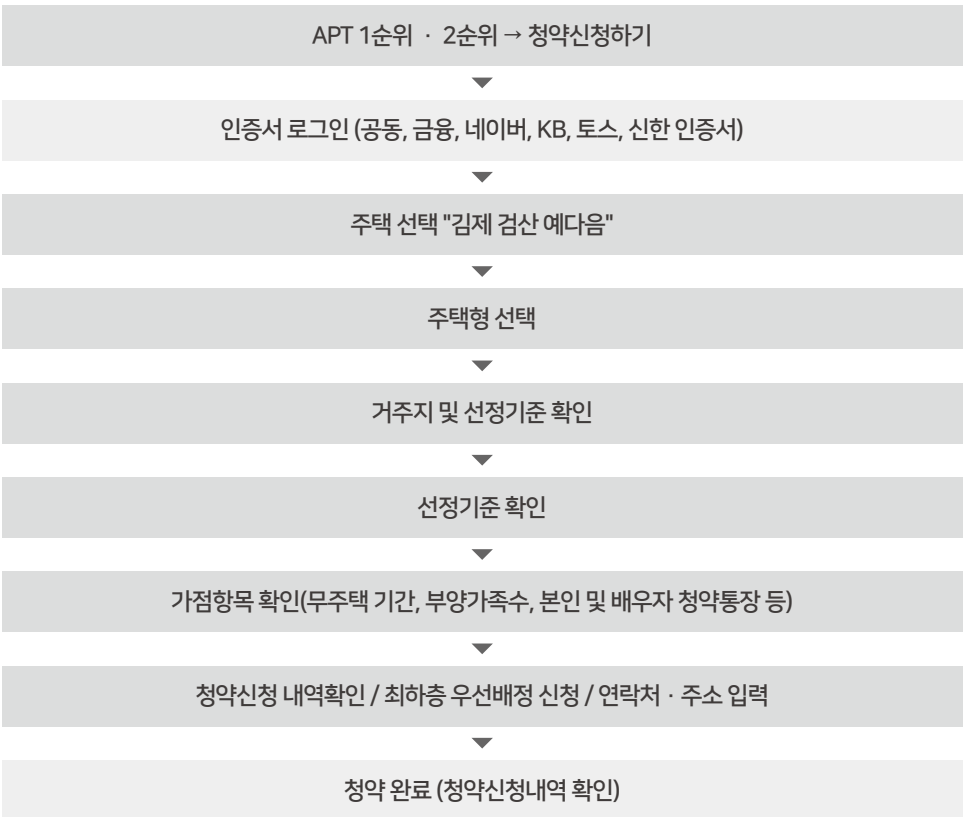 APT 1순위 · 2순위 → 청약신청하기
인증서 로그인 (공동, 금융, 네이버, KB, 토스, 신한 인증서)
주택 선택 "김제 검산 예다음"
주택형 선택
거주지 및 선정기준 확인
선정기준 확인
가점항목 확인(무주택 기간, 부양가족수, 본인 및 배우자 청약통장 등)
청약신청 내역확인 / 최하층 우선배정 신청 / 연락처 · 주소 입력
청약 완료 (청약신청내역 확인)